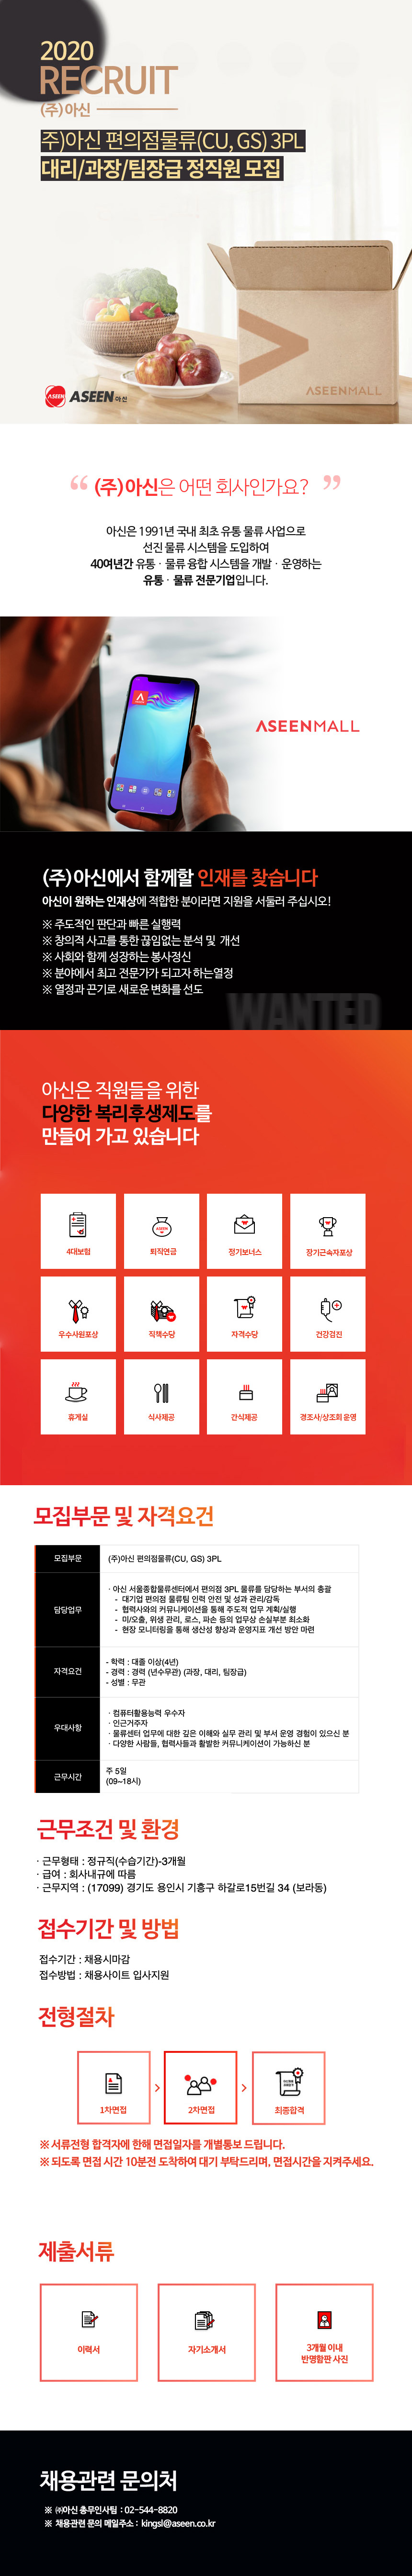 2020
RECRUIT
(주)아신
주)아신 편의점물류(CU, GS) 3PL
대리/과장/팀장급 정직원 모집
ASEENMALL
ASEEN ASEEN 아신
“ (주)아신은 어떤 회사인가요? ”
아신은 1991년 국내 최초 유통 물류 사업으로
선진 물류 시스템을 도입하여
40여년간 유통 · 물류 융합 시스템을 개발 · 운영하는
유통 · 물류 전문기업입니다.
ASEENMALL
(주)아신에서 함께할 인재를 찾습니다
아신이 원하는 인재상에 적합한 분이라면 지원을 서둘러 주십시오!
※ 주도적인 판단과 빠른 실행력
※ 창의적 사고를 통한 끊임없는 분석 및 개선
※ 사회와 함께 성장하는 봉사정신
※ 분야에서 최고 전문가가 되고자 하는열정
※ 열정과 끈기로 새로운 변화를 선도
WANTED
아신은 직원들을 위한
다양한 복리후생제도를
만들어 가고 있습니다
4대보험 퇴직연금 정기보너스 장기근속자포상
우수사원포상 직책수당 자격수당 건강검진
휴게실 식사제공 간식제공 경조사/상조회 운영
모집부문 및 자격요건
모집부문 (주)아신 편의점물류(CU, GS) 3PL
담당업무
· 아신 서울종합물류센터에서 편의점 3PL 물류를 담당하는 부서의 총괄
- 대기업 편의점 물류팀 인력 안전 및 성과 관리/감독
- 협력사와의 커뮤니케이션을 통해 주도적 업무 계획/실행
- 미/오출, 위생 관리, 로스, 파손 등의 업무상 손실부분 최소화
- 현장 모니터링을 통해 생산성 향상과 운영지표 개선 방안 마련
자격요건
- 학력 : 대졸 이상(4년)
- 경력 : 경력 (년수무관) (과장, 대리, 팀장급)
- 성별 : 무관
우대사항
· 컴퓨터활용능력 우수자
· 인근거주자
· 물류센터 업무에 대한 깊은 이해와 실무 관리 및 부서 운영 경험이 있으신 분
· 다양한 사람들, 협력사들과 활발한 커뮤니케이션이 가능하신 분
근무시간
주 5일
(09~18시)
근무조건 및 환경
· 근무형태 : 정규직(수습기간)-3개월
· 급여 : 회사내규에 따름
· 근무지역 : (17099) 경기도 용인시 기흥구 하갈로15번길 34 (보라동)
접수기간 및 방법
접수기간 : 채용시마감
접수방법 : 채용사이트 입사지원
전형절차
1차면접 > 2차면접 > 최종합격
※ 서류전형 합격자에 한해 면접일자를 개별통보 드립니다.
※ 되도록 면접 시간 10분전 도착하여 대기 부탁드리며, 면접시간을 지켜주세요.
제출서류
이력서 자기소개서 3개월 이내
반명함판 사진
채용관련 문의처
※ ㈜아신 총무인사팀 : 02-544-8820
※ 채용관련 문의 메일주소 : kingsl@aseen.co.kr